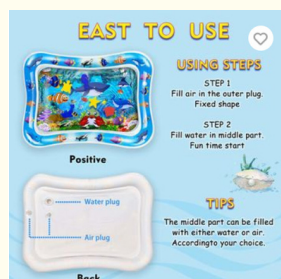 EAST TO USE
USING STEPS
STEP 1
Fill air in the outer plug.
Fixed shape
STEP 2
Fill water in middle part.
Fun time start
Positive
Water plug
Air plug
TIPS
The middle part can be filled
with either water or air.
Accordingto your choice.
Back